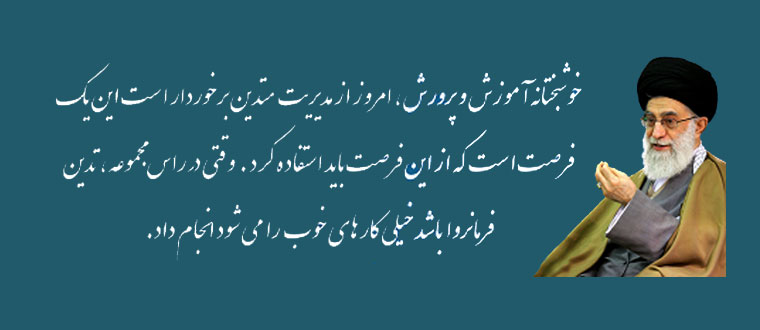 خوشبختانه آموزش و پرورش، امروز از مدیریت متدین برخوردار است این یک
فرصت است که از این فرصت باید استفاده کرد. وقتی در راس مجموعه، تدین
فرمانروا باشد خیلی کارهای خوب را می شود انجام داد.